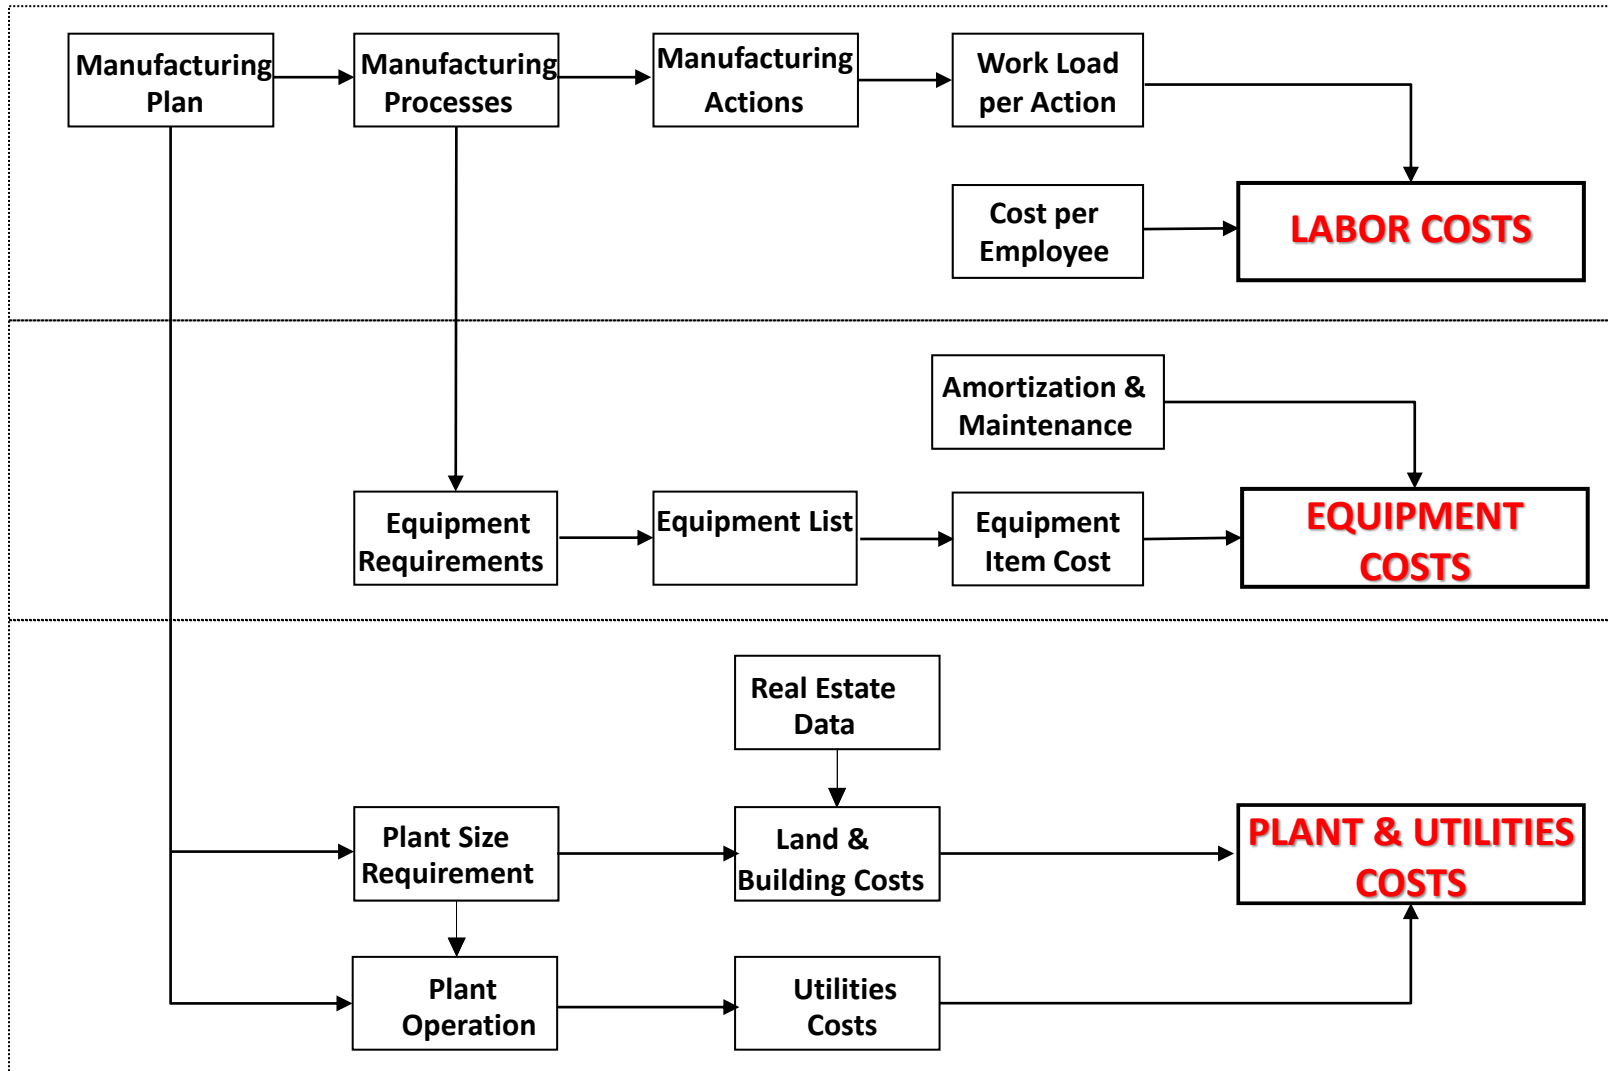 Manufacturing
Plan
Manufacturing
Processes
Manufacturing
Actions
Work Load
per Action
Cost per
Employee
LABOR COSTS
Amortization &
Maintenance
Equipment
Requirements
Equipment List
Equipment
Item Cost
EQUIPMENT
COSTS
Real Estate
Data
Plant Size
Requirement
Land &
Building Costs
PLANT & UTILITIES
COSTS
Plant
Operation
Utilities
Costs